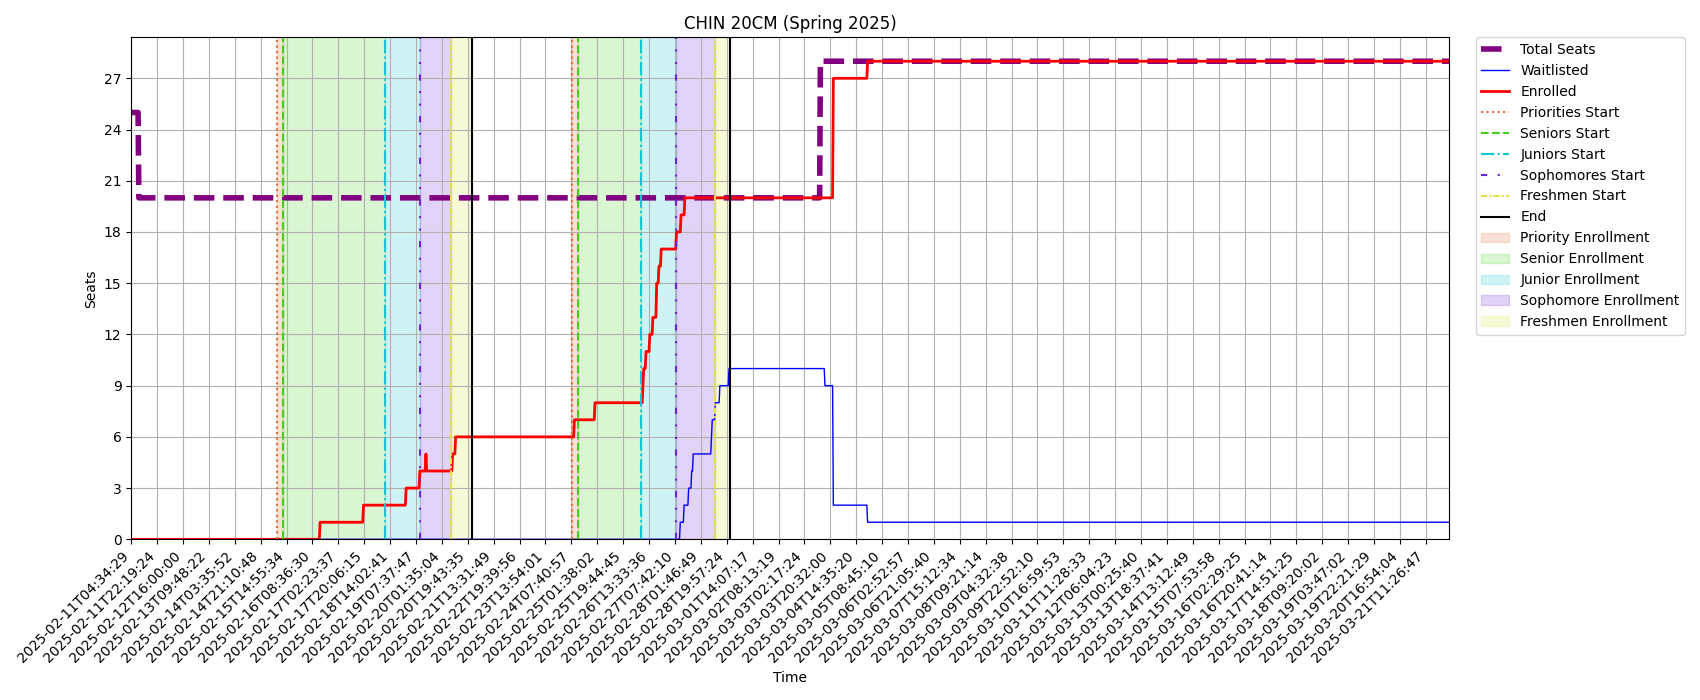 CHIN 20CM (Spring 2025)
Total Seats
Waitlisted
Enrolled
Priorities Start
Seniors Start
Juniors Start
Sophomores Start
Freshmen Start
End
Priority Enrollment
Senior Enrollment
Junior Enrollment
Sophomore Enrollment
Freshmen Enrollment
Seats
27
24
21
18
15
12
9
6
3
0
2025-02-11T04:34:29
2025-02-11T22:19:24
2025-02-12T16:00:00
2025-02-13T09:48:22
2025-02-14T03:35:52
2025-02-14T21:10:48
2025-02-15T14:55:34
2025-02-16T08:36:30
2025-02-17T02:23:37
2025-02-17T20:06:15
2025-02-18T14:02:41
2025-02-19T07:37:47
2025-02-20T01:35:04
2025-02-20T19:43:35
2025-02-21T13:31:49
2025-02-22T19:39:56
2025-02-23T13:54:01
2025-02-24T07:40:57
2025-02-25T01:38:02
2025-02-25T19:44:45
2025-02-26T13:33:36
2025-02-27T07:42:10
2025-02-28T01:46:49
2025-02-28T19:57:24
2025-03-01T14:07:17
2025-03-02T08:13:19
2025-03-03T02:17:24
2025-03-03T20:32:00
2025-03-04T14:35:20
2025-03-05T08:45:10
2025-03-06T02:52:57
2025-03-06T21:05:40
2025-03-07T15:12:34
2025-03-08T09:21:14
2025-03-09T04:32:38
2025-03-09T22:52:10
2025-03-10T16:59:53
2025-03-11T11:28:33
2025-03-12T06:04:23
2025-03-13T00:25:40
2025-03-13T18:37:41
2025-03-14T13:12:49
2025-03-15T07:53:58
2025-03-16T02:29:25
2025-03-16T20:41:14
2025-03-17T14:51:25
2025-03-18T09:20:02
2025-03-19T03:47:02
2025-03-19T22:21:29
2025-03-20T16:54:04
2025-03-21T11:26:47
Time